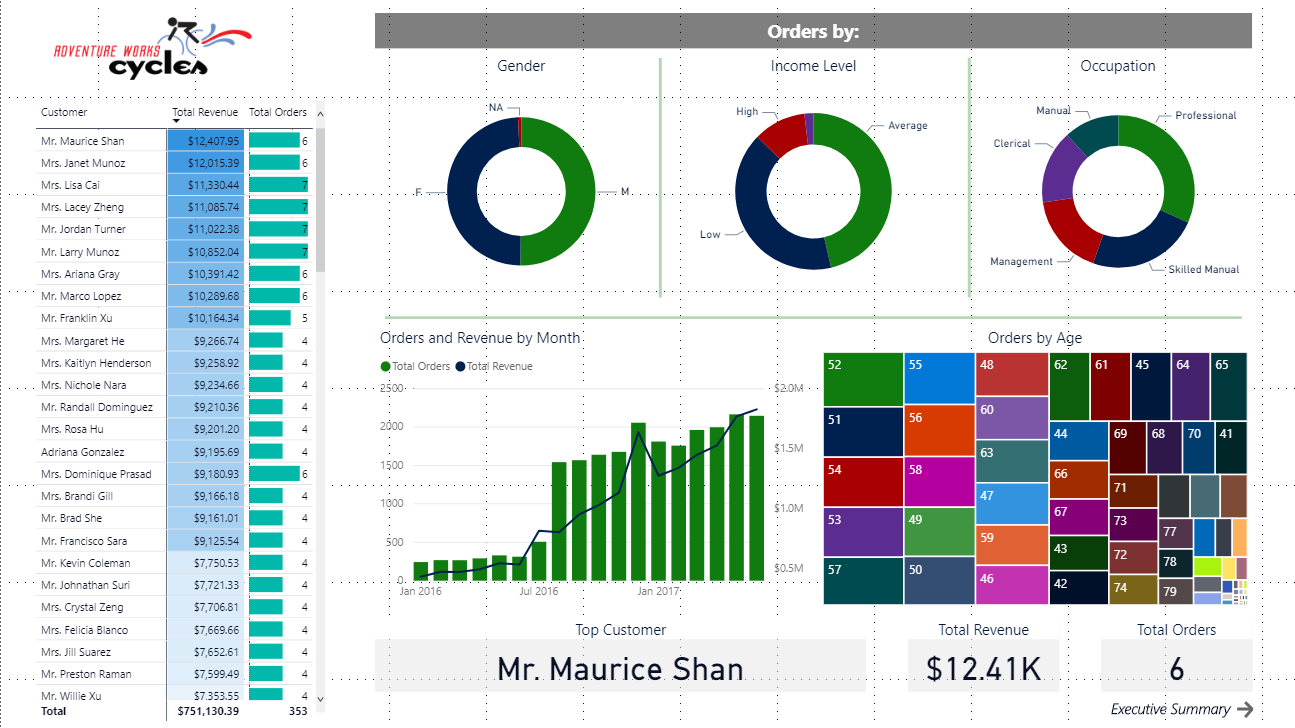 ADVENTURE WORKS
cycles
Orders by:
Gender
Income Level
Occupation
NA
F
M
High
Average
Low
Manual
Professional
Clerical
Management
Skilled Manual
Customer Total Revenue Total Orders
Mr. Maurice Shan $12,407.95 6
Mrs. Janet Munoz $12,015.39 6
Mrs. Lisa Cai $11,330.44 7
Mrs. Lacey Zheng $11,085.74 7
Mr. Jordan Turner $11,022.38 7
Mr. Larry Munoz $10,852.04 7
Mrs. Ariana Gray $10,391.42 6
Mr. Marco Lopez $10,289.68 6
Mr. Franklin Xu $10,164.34 5
Mrs. Margaret He $9,266.74 4
Mrs. Kaitlyn Henderson $9,258.92 4
Mrs. Nichole Nara $9,234.66 4
Mr. Randall Dominguez $9,210.36 4
Mrs. Rosa Hu $9,201.20 4
Adriana Gonzalez $9,195.69 4
Mrs. Dominique Prasad $9,180.93 6
Mrs. Brandi Gill $9,166.18 4
Mr. Brad She $9,161.01 4
Mr. Francisco Sara $9,125.54 4
Mr. Kevin Coleman $7,750.53 4
Mr. Johnathan Suri $7,721.33 4
Mrs. Crystal Zeng $7,706.81 4
Mrs. Felicia Blanco $7,669.66 4
Mrs. Jill Suarez $7,652.61 4
Mr. Preston Raman $7,599.49 4
Mr. Willie Xu $7,353.55 4
Total $751,130.39 353
Orders and Revenue by Month
Total Orders Total Revenue
2500
2000
1500
1000
500
0
$2.0M
$1.5M
$1.0M
$0.5M
Jan 2016 Jul 2016 Jan 2017
Orders by Age
52 55 48 62 61 45 64 65
51 56 60 44 69 68 70 41
54 58 63 66 71
53 49 47 67 73 77
57 50 59 43 72 78
46 42 74 79
Top Customer
Mr. Maurice Shan
Total Revenue
$12.41K
Total Orders
6
Executive Summary